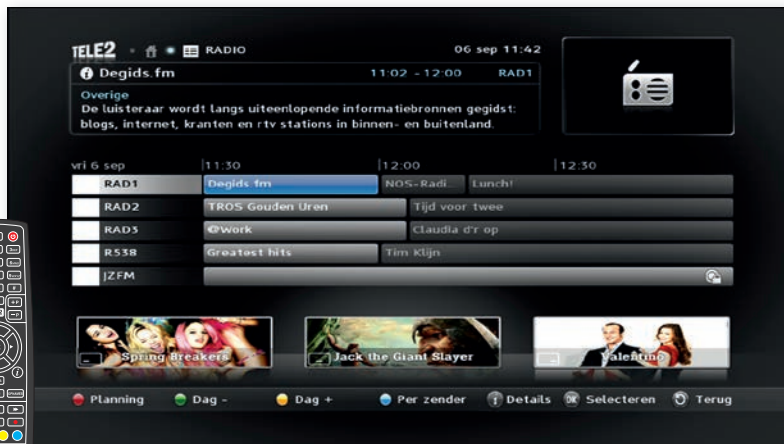 TELE2 RADIO 06 sep 11:42
i Degids.fm 11:02 - 12:00 RAD1
Overige
De luisteraar wordt langs uiteenlopende informatiebronnen gegidst:
blogs, internet, kranten en rtv stations in binnen- en buitenland.
vri 6 sep 11:30 12:00 12:30
RAD1 Degids.fm NOS-Radi... Lunch!
RAD2 TROS Gouden Uren Tijd voor twee
RAD3 @Work Claudia d'r op
R538 Greatest hits Tim Klijn
JZFM
Spring Breakers Jack the Giant Slayer Valentino
Planning Dag - Dag + Per zender i Details OK Selecteren Terug